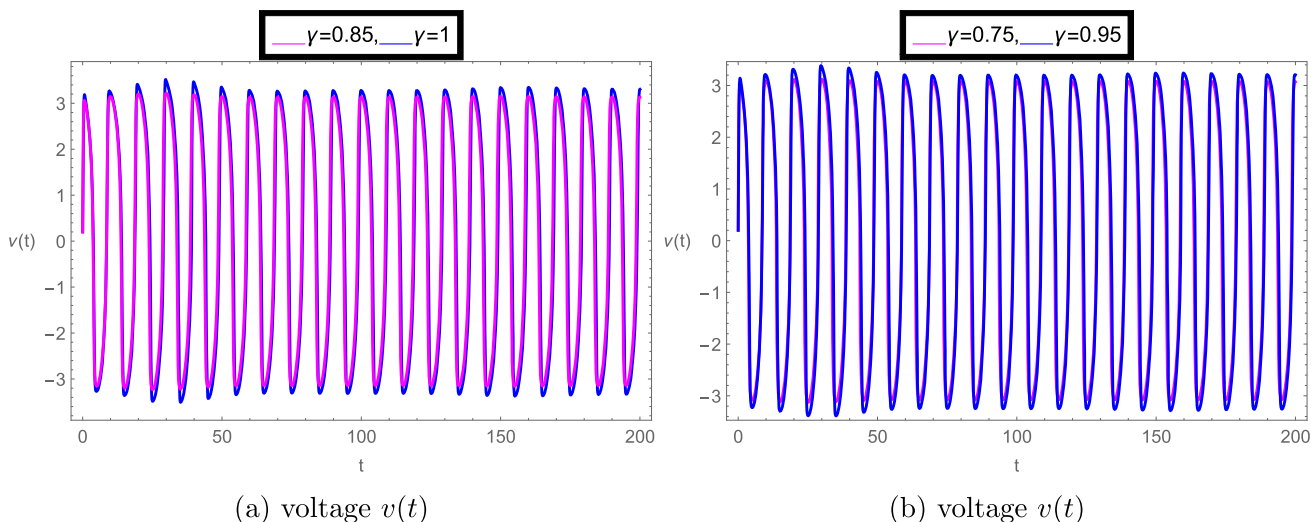 γ=0.85, γ=1
3
2
1
0
−1
−2
−3
v(t)
0 50 100 150 200
t
(a) voltage v(t)
γ=0.75, γ=0.95
3
2
1
0
−1
−2
−3
v(t)
0 50 100 150 200
t
(b) voltage v(t)